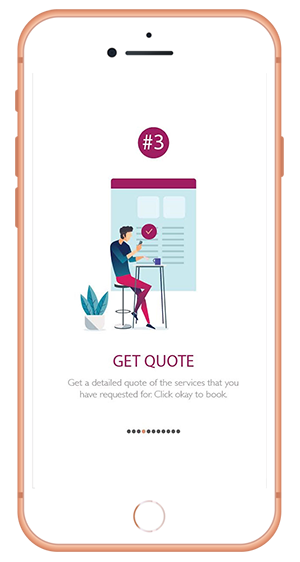 #3
GET QUOTE
Get a detailed quote of the services that you
have requested for. Click okay to book.